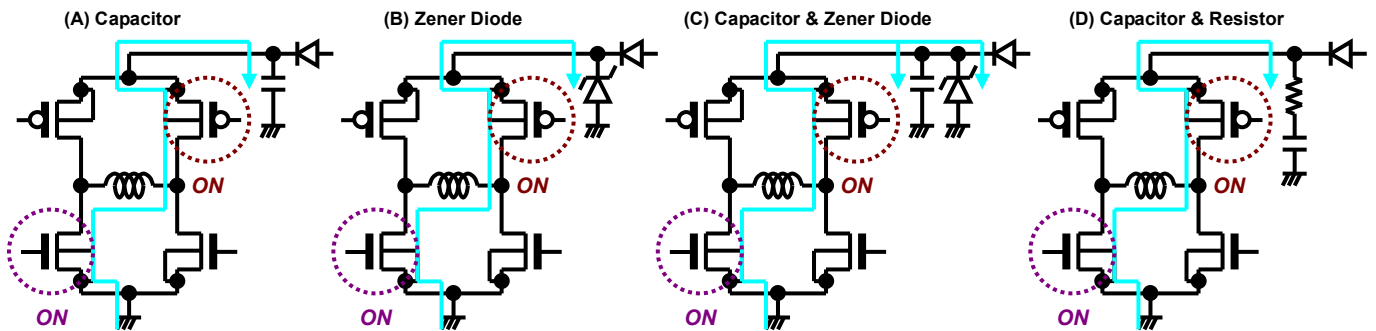 (A) Capacitor
(B) Zener Diode
(C) Capacitor & Zener Diode
(D) Capacitor & Resistor
ON
ON
ON
ON
ON
ON
ON
ON